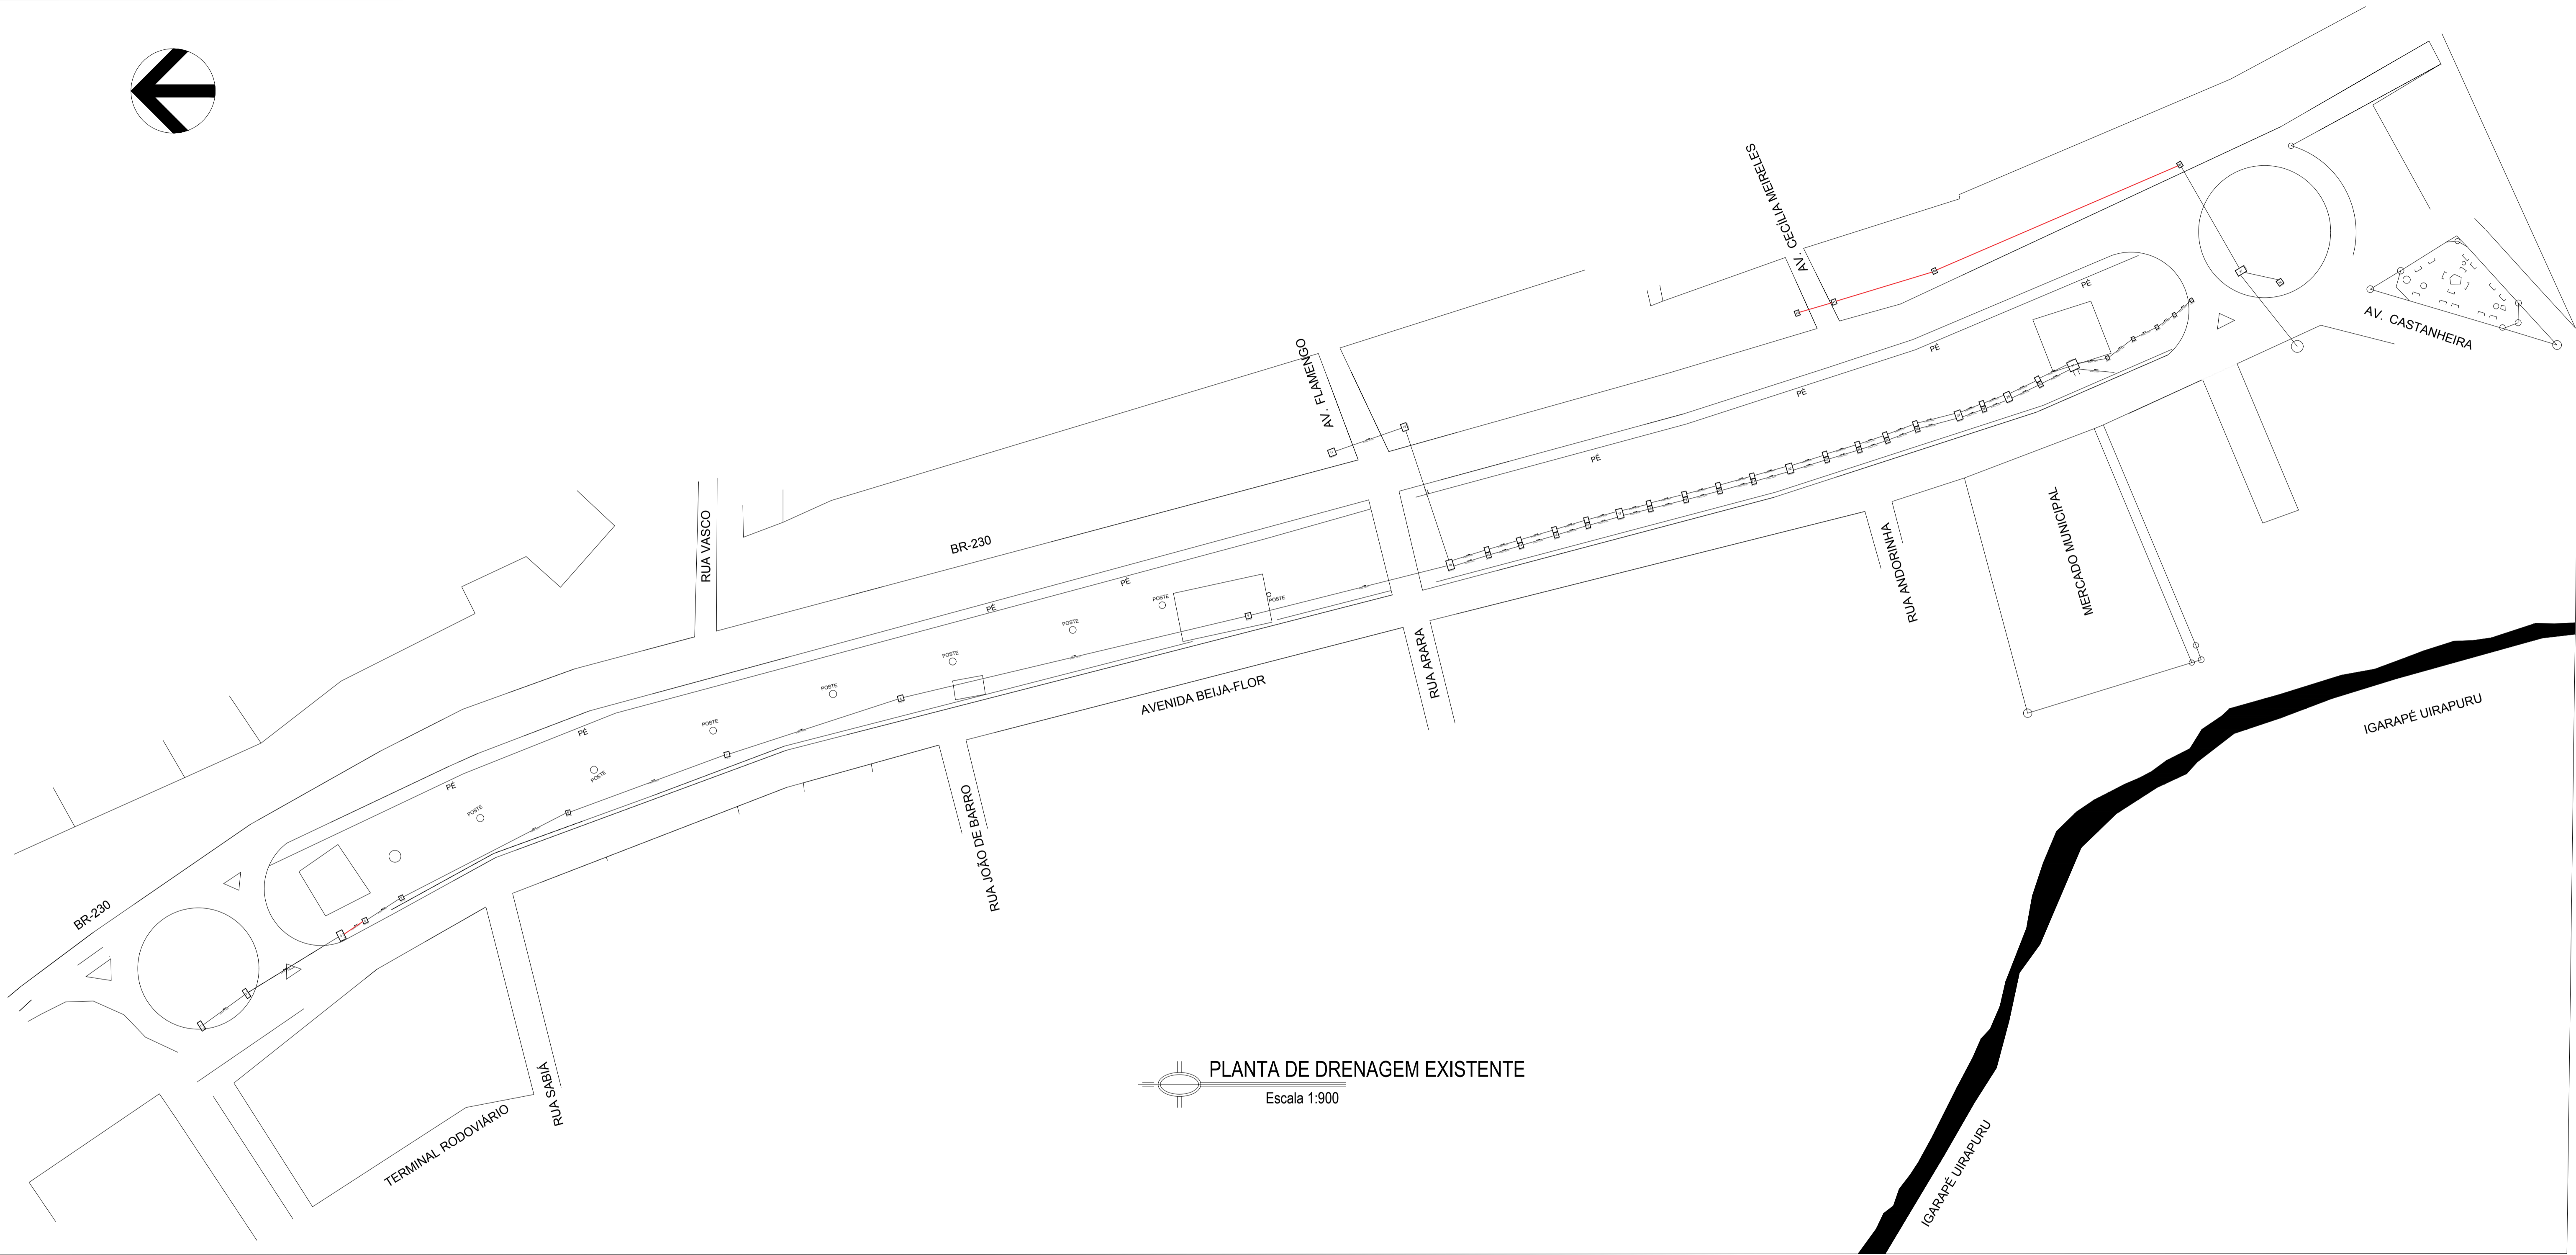 AV. CECÍLIA MEIRELES
AV. FLAMENGO
AV. CASTANHEIRA
RUA VASCO
BR-230
PÉ
PÉ
PÉ
PÉ
PÉ
PÉ
PÉ
PÉ
POSTE
POSTE
POSTE
POSTE
POSTE
POSTE
POSTE
POSTE
RUA ANDORINHA
MERCADO MUNICIPAL
RUA ARARA
AVENIDA BEIJA-FLOR
IGARAPÉ UIRAPURU
RUA JOÃO DE BARRO
BR-230
RUA SABIÁ
TERMINAL RODOVIÁRIO
PLANTA DE DRENAGEM EXISTENTE
Escala 1:900
IGARAPÉ UIRAPURU